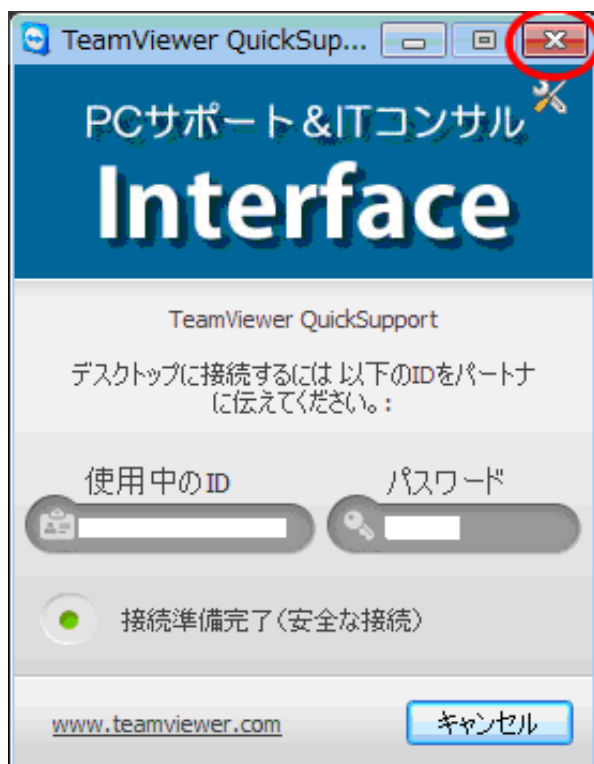 TeamViewer QuickSup...
PCサポート&ITコンサル
Interface
TeamViewer QuickSupport
デスクトップに接続するには 以下のIDをパートナ
に伝えてください。:
使用中のID
パスワード
接続準備完了(安全な接続)
www.teamviewer.com
キャンセル